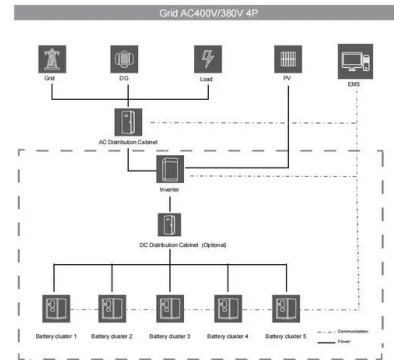 Grid AC400V/380V 4P
Grid
DG
Load
PV
EMS
AC Distribution Cabinet
Inverter
DC Distribution Cabinet (Optional)
Battery cluster 1
Battery cluster 2
Battery cluster 3
Battery cluster 4
Battery cluster 5
Communication
Power